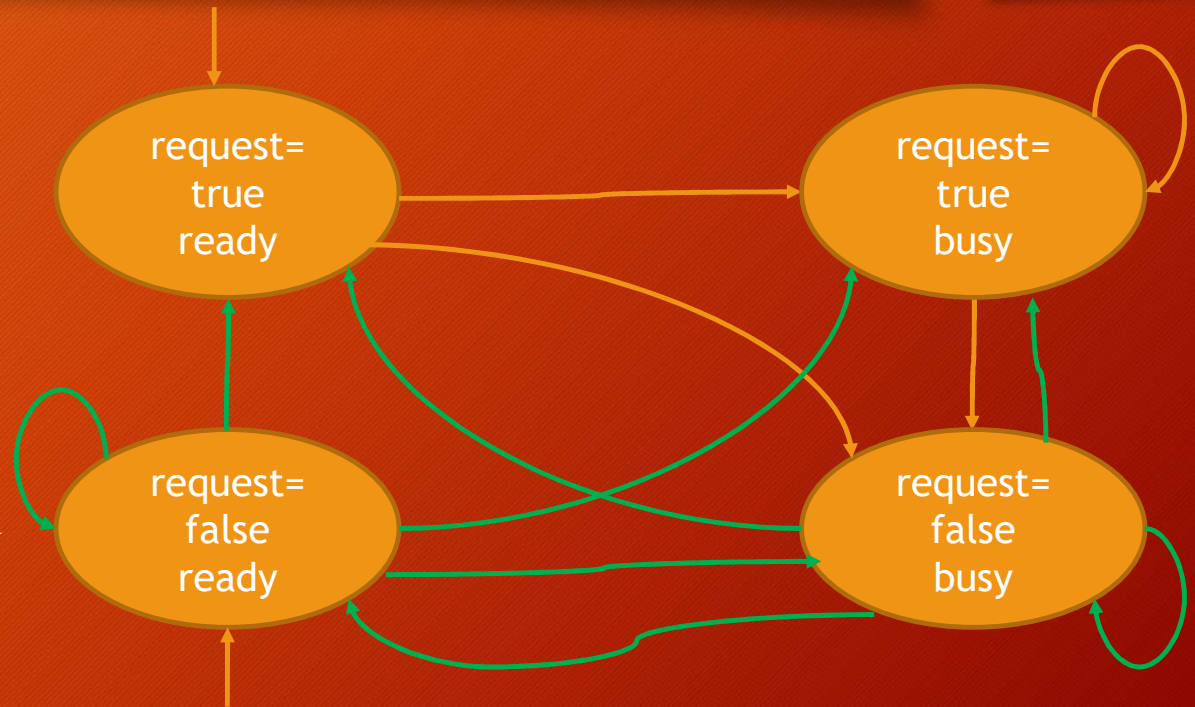 request=
true
ready
request=
true
busy
request=
false
ready
request=
false
busy